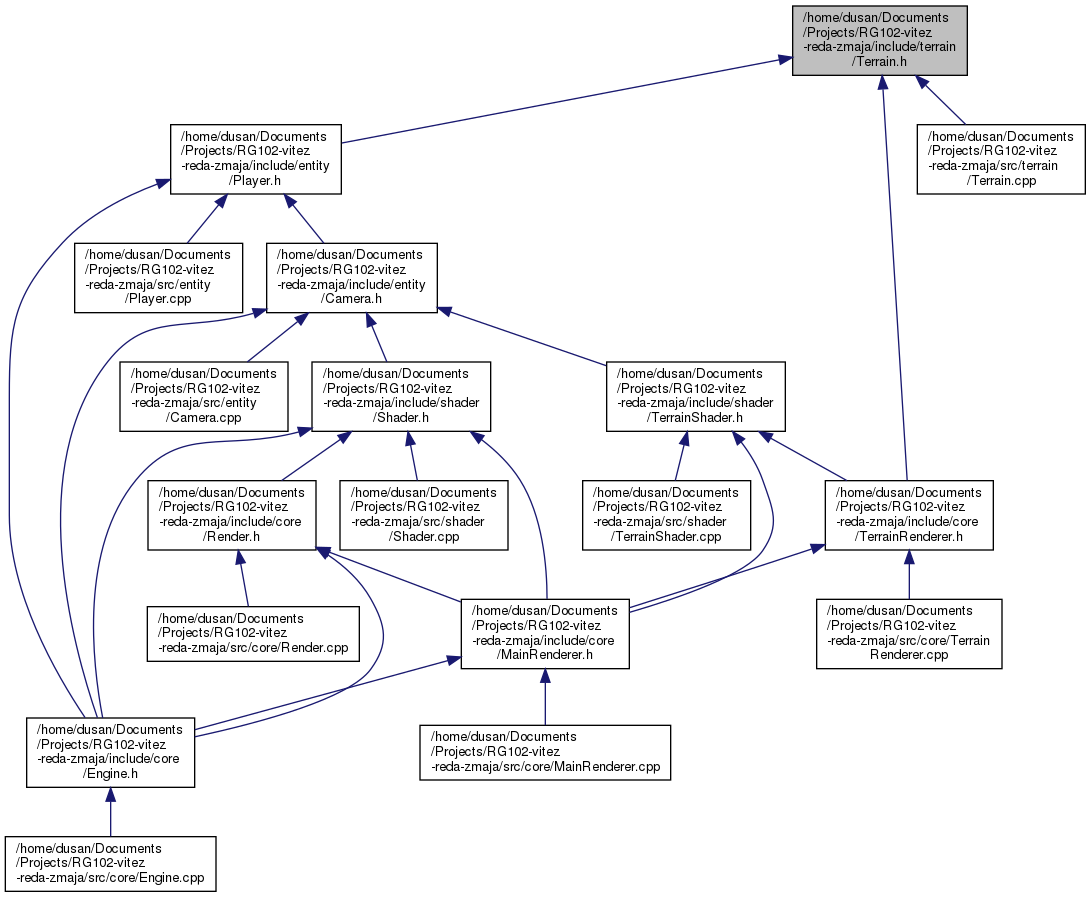 /home/dusan/Documents
/Projects/RG102-vitez
-reda-zmaja/include/terrain
/Terrain.h
/home/dusan/Documents
/Projects/RG102-vitez
-reda-zmaja/include/entity
/Player.h
/home/dusan/Documents
/Projects/RG102-vitez
-reda-zmaja/src/terrain
/Terrain.cpp
/home/dusan/Documents
/Projects/RG102-vitez
-reda-zmaja/src/entity
/Player.cpp
/home/dusan/Documents
/Projects/RG102-vitez
-reda-zmaja/include/entity
/Camera.h
/home/dusan/Documents
/Projects/RG102-vitez
-reda-zmaja/src/entity
/Camera.cpp
/home/dusan/Documents
/Projects/RG102-vitez
-reda-zmaja/include/shader
/Shader.h
/home/dusan/Documents
/Projects/RG102-vitez
-reda-zmaja/include/shader
/TerrainShader.h
/home/dusan/Documents
/Projects/RG102-vitez
-reda-zmaja/include/core
/Render.h
/home/dusan/Documents
/Projects/RG102-vitez
-reda-zmaja/src/shader
/Shader.cpp
/home/dusan/Documents
/Projects/RG102-vitez
-reda-zmaja/src/shader
/TerrainShader.cpp
/home/dusan/Documents
/Projects/RG102-vitez
-reda-zmaja/include/core
/TerrainRenderer.h
/home/dusan/Documents
/Projects/RG102-vitez
-reda-zmaja/src/core/Render.cpp
/home/dusan/Documents
/Projects/RG102-vitez
-reda-zmaja/include/core
/MainRenderer.h
/home/dusan/Documents
/Projects/RG102-vitez
-reda-zmaja/src/core/Terrain
Renderer.cpp
/home/dusan/Documents
/Projects/RG102-vitez
-reda-zmaja/include/core
/Engine.h
/home/dusan/Documents
/Projects/RG102-vitez
-reda-zmaja/src/core/MainRenderer.cpp
/home/dusan/Documents
/Projects/RG102-vitez
-reda-zmaja/src/core/Engine.cpp